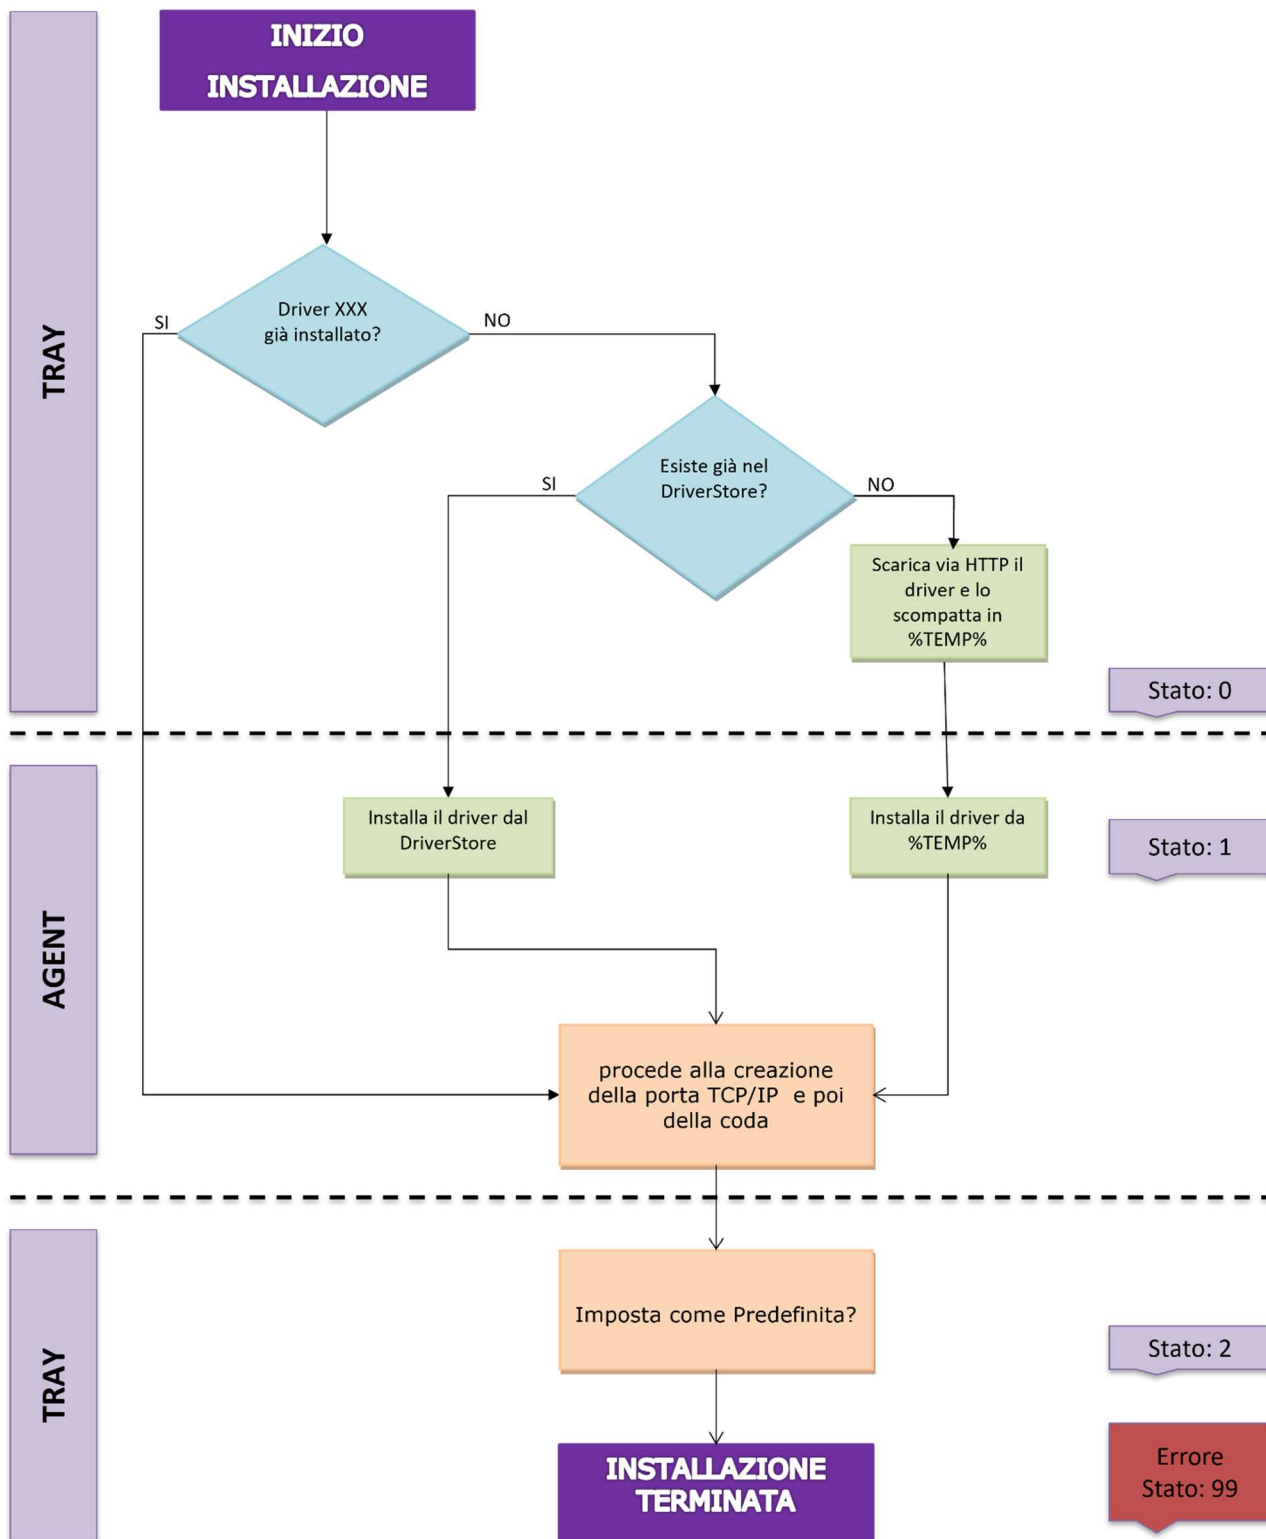 INIZIO
INSTALLAZIONE
TRAY
Driver XXX
già installato?
SI
NO
Esiste già nel
DriverStore?
SI
NO
Scarica via HTTP il
driver e lo
scompatta in
%TEMP%
Stato: 0
AGENT
Installa il driver dal
DriverStore
Installa il driver da
%TEMP%
Stato: 1
procede alla creazione
della porta TCP/IP e poi
della coda
TRAY
Imposta come Predefinita?
Stato: 2
INSTALLAZIONE
TERMINATA
Errore
Stato: 99